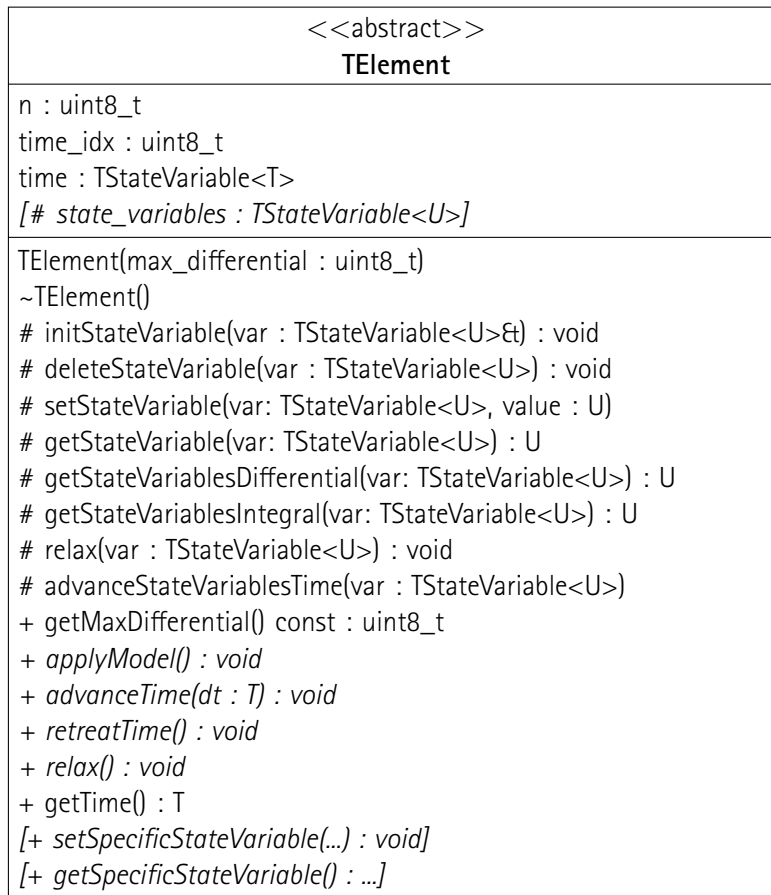 <<abstract>>
TElement
n : uint8_t
time_idx : uint8_t
time : TStateVariable<T>
[# state_variables : TStateVariable<U>]
TElement(max_differential : uint8_t)
~TElement()
# initStateVariable(var : TStateVariable<U>&) : void
# deleteStateVariable(var : TStateVariable<U>) : void
# setStateVariable(var: TStateVariable<U>, value : U)
# getStateVariable(var: TStateVariable<U>) : U
# getStateVariablesDifferential(var: TStateVariable<U>) : U
# getStateVariablesIntegral(var: TStateVariable<U>) : U
# relax(var : TStateVariable<U>) : void
# advanceStateVariablesTime(var : TStateVariable<U>)
+ getMaxDifferential() const : uint8_t
+ applyModel() : void
+ advanceTime(dt : T) : void
+ retreatTime() : void
+ relax() : void
+ getTime() : T
[+ setSpecificStateVariable(...) : void]
[+ getSpecificStateVariable() : ...]